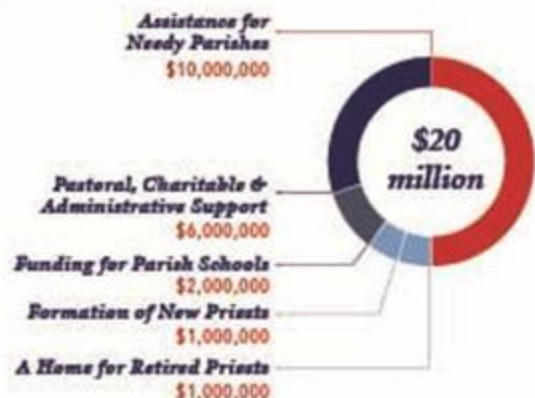 Assistance for
Needy Parishes
$10,000,000
$20
million
Pastoral, Charitable &
Administrative Support
$6,000,000
Funding for Parish Schools
$2,000,000
Formation of New Priests
$1,000,000
A Home for Retired Priests
$1,000,000